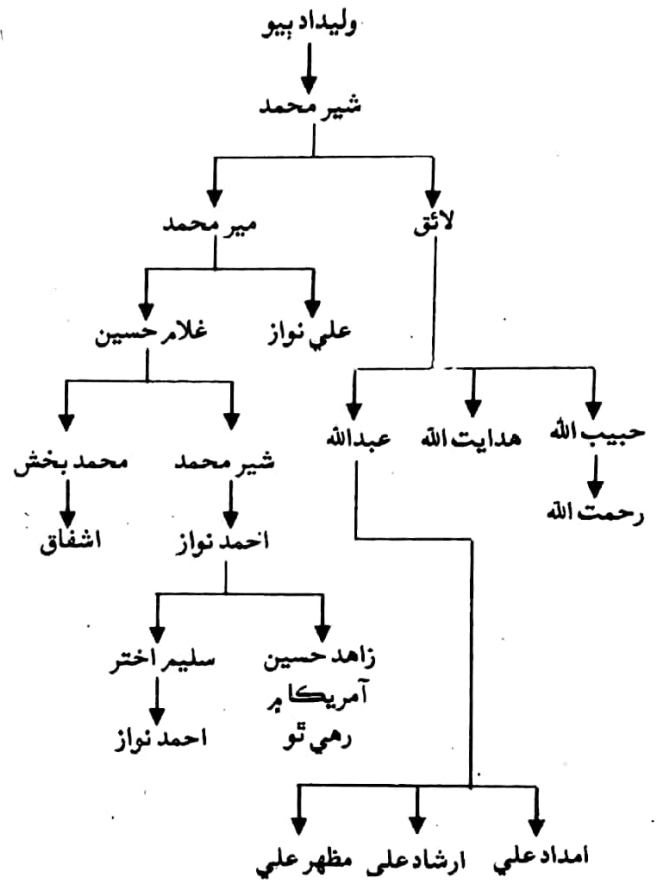 وليداد ٻيو
شير محمد
لائق
مير محمد
علي نواز
غلام حسين
حبيب الله
هدايت الله
عبدالله
شير محمد
محمد بخش
رحمت الله
احمد نواز
اشفاق
زاهد حسين
آمريڪا ۾
رهي ٿو
سليم اختر
احمد نواز
امداد علي
ارشاد علي
مظهر علي